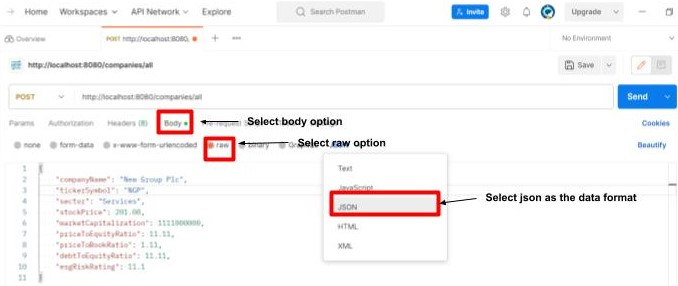 Home Workspaces API Network Explore Search Postman Invite Upgrade
Overview POST http://localhost:8080, + ••• No Environment
http://localhost:8080/companies/all Save
POST http://localhost:8080/companies/all Send
Params Authorization Headers (8) Body Select body option Cookies
none form-data x-www-form-urlencoded raw binary Select raw option Beautify
1 {
2 "companyName": "New Group Plc",
3 "tickerSymbol": "NGP",
4 "sector": "Services",
5 "stockPrice": 201.08,
6 "marketCapitalization": 1111000000,
7 "priceToEquityRatio": 11.11,
8 "priceToBookRatio": 1.11,
9 "debtToEquityRatio": 11.11,
10 "esgRiskRating": 11.1
11 }
Text
JavaScript
JSON Select json as the data format
HTML
XML